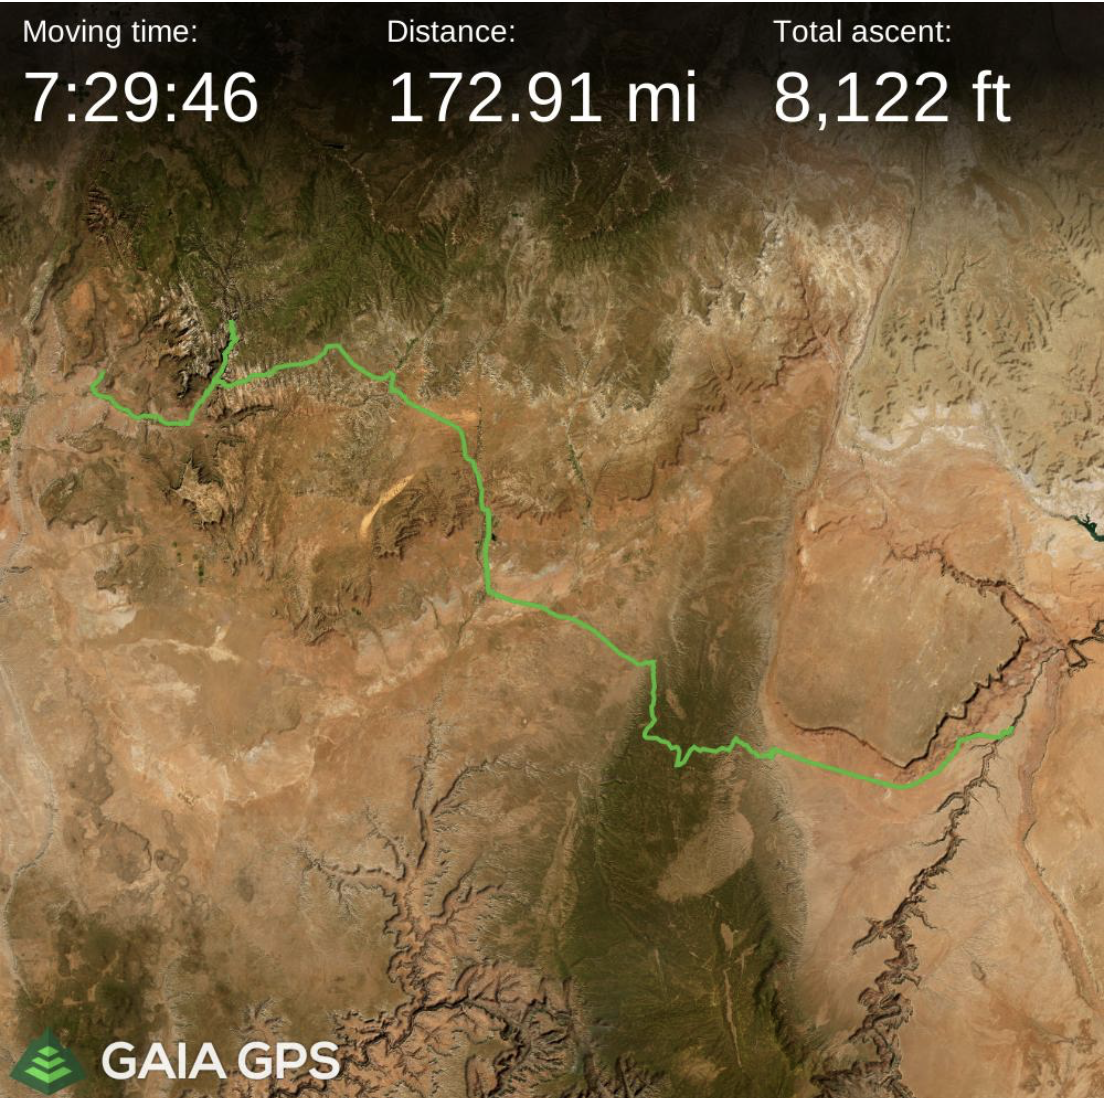 Moving time:
Distance:
Total ascent:
7:29:46
172.91 mi
8,122 ft
GAIA GPS